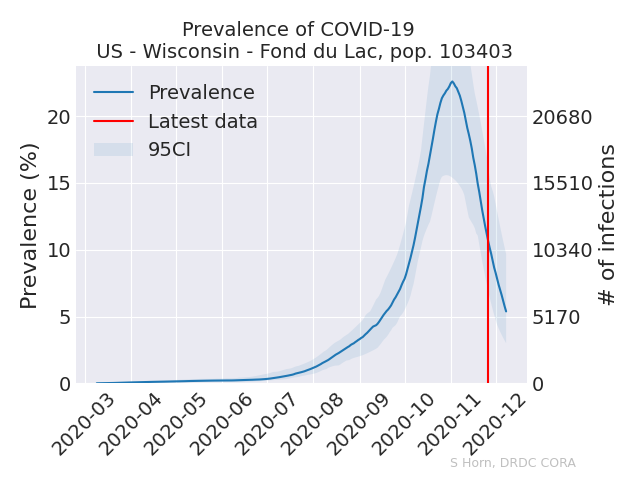 Prevalence of COVID-19
US - Wisconsin - Fond du Lac, pop. 103403
Prevalence
Latest data
95CI
Prevalence (%)
20
15
10
5
0
20680
15510
10340
5170
0
# of infections
2020-03
2020-04
2020-05
2020-06
2020-07
2020-08
2020-09
2020-10
2020-11
2020-12
S Horn, DRDC CORA